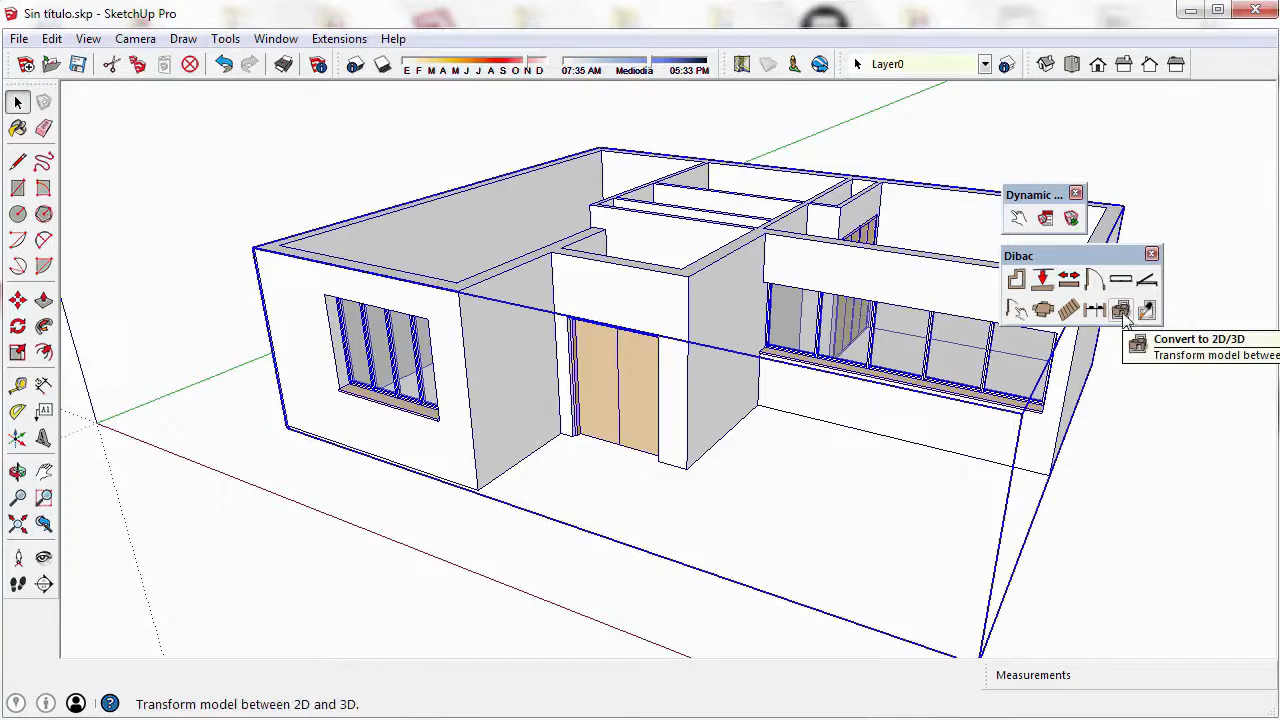 Sin título.skp - SketchUp Pro
File Edit View Camera Draw Tools Window Extensions Help
E F M A M J J A S O N D
07:35 AM Mediodía 05:33 PM
Layer0
Dynamic ...
Dibac
Convert to 2D/3D
Transform model betwee
A1
Measurements
Transform model between 2D and 3D.